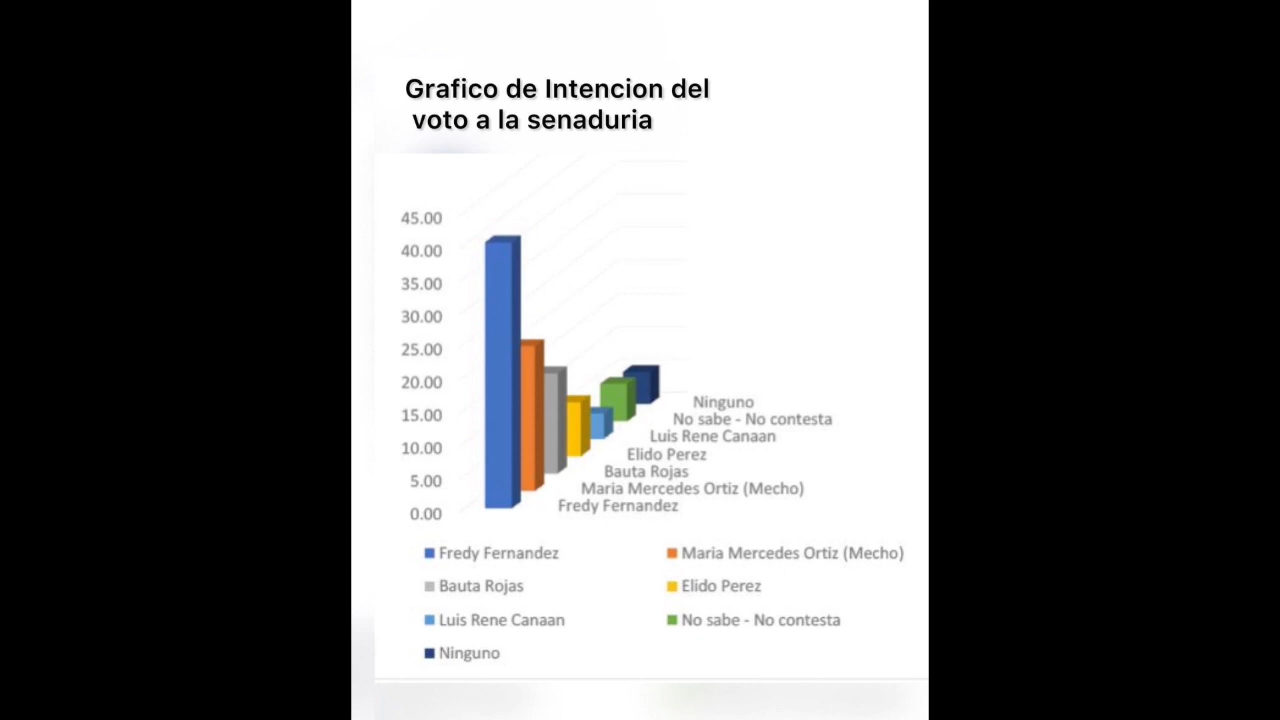 Grafico de Intencion del
voto a la senaduria
45.00
40.00
35.00
30.00
25.00
20.00
15.00
10.00
5.00
0.00
Ninguno
No sabe - No contesta
Luis Rene Canaan
Elido Perez
Bauta Rojas
Maria Mercedes Ortiz (Mecho)
Fredy Fernandez
Fredy Fernandez
Maria Mercedes Ortiz (Mecho)
Bauta Rojas
Elido Perez
Luis Rene Canaan
No sabe - No contesta
Ninguno